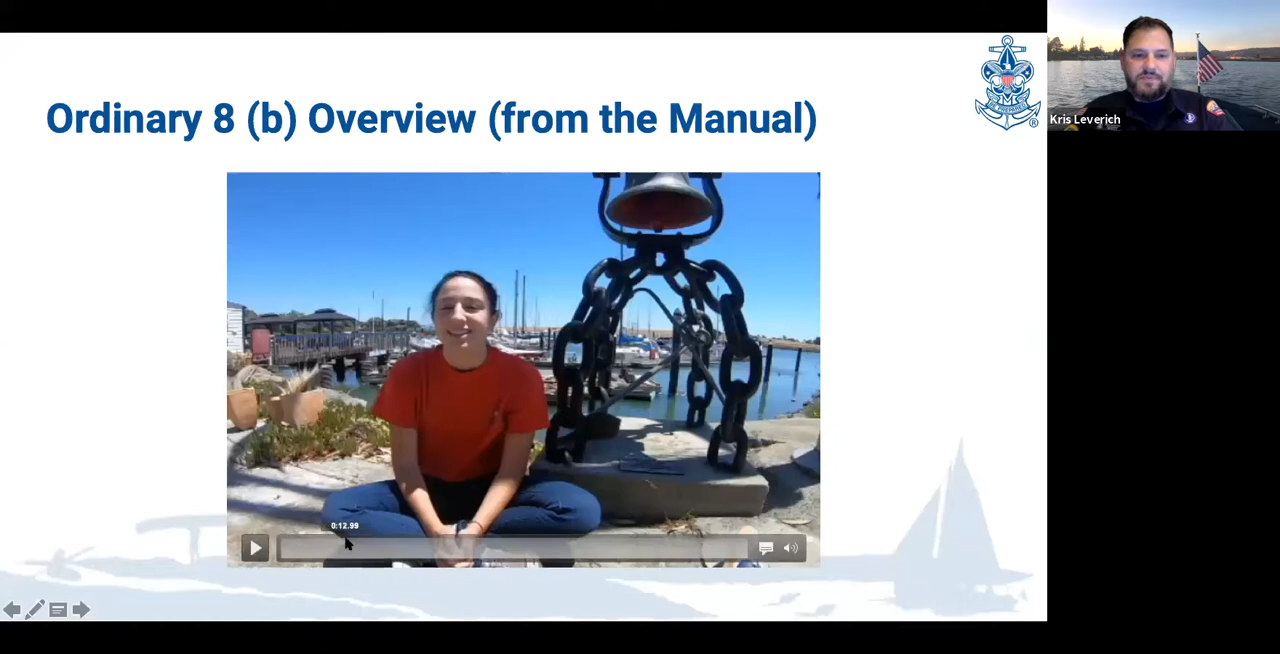 Ordinary 8 (b) Overview (from the Manual)
Kris Leverich
0:12.99